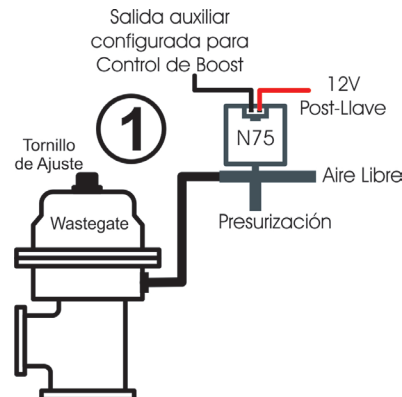 Salida auxiliar
configurada para
Control de Boost
12V
Post-Llave
1
N75
Tornillo
de Ajuste
Aire Libre
Wastegate
Presurización